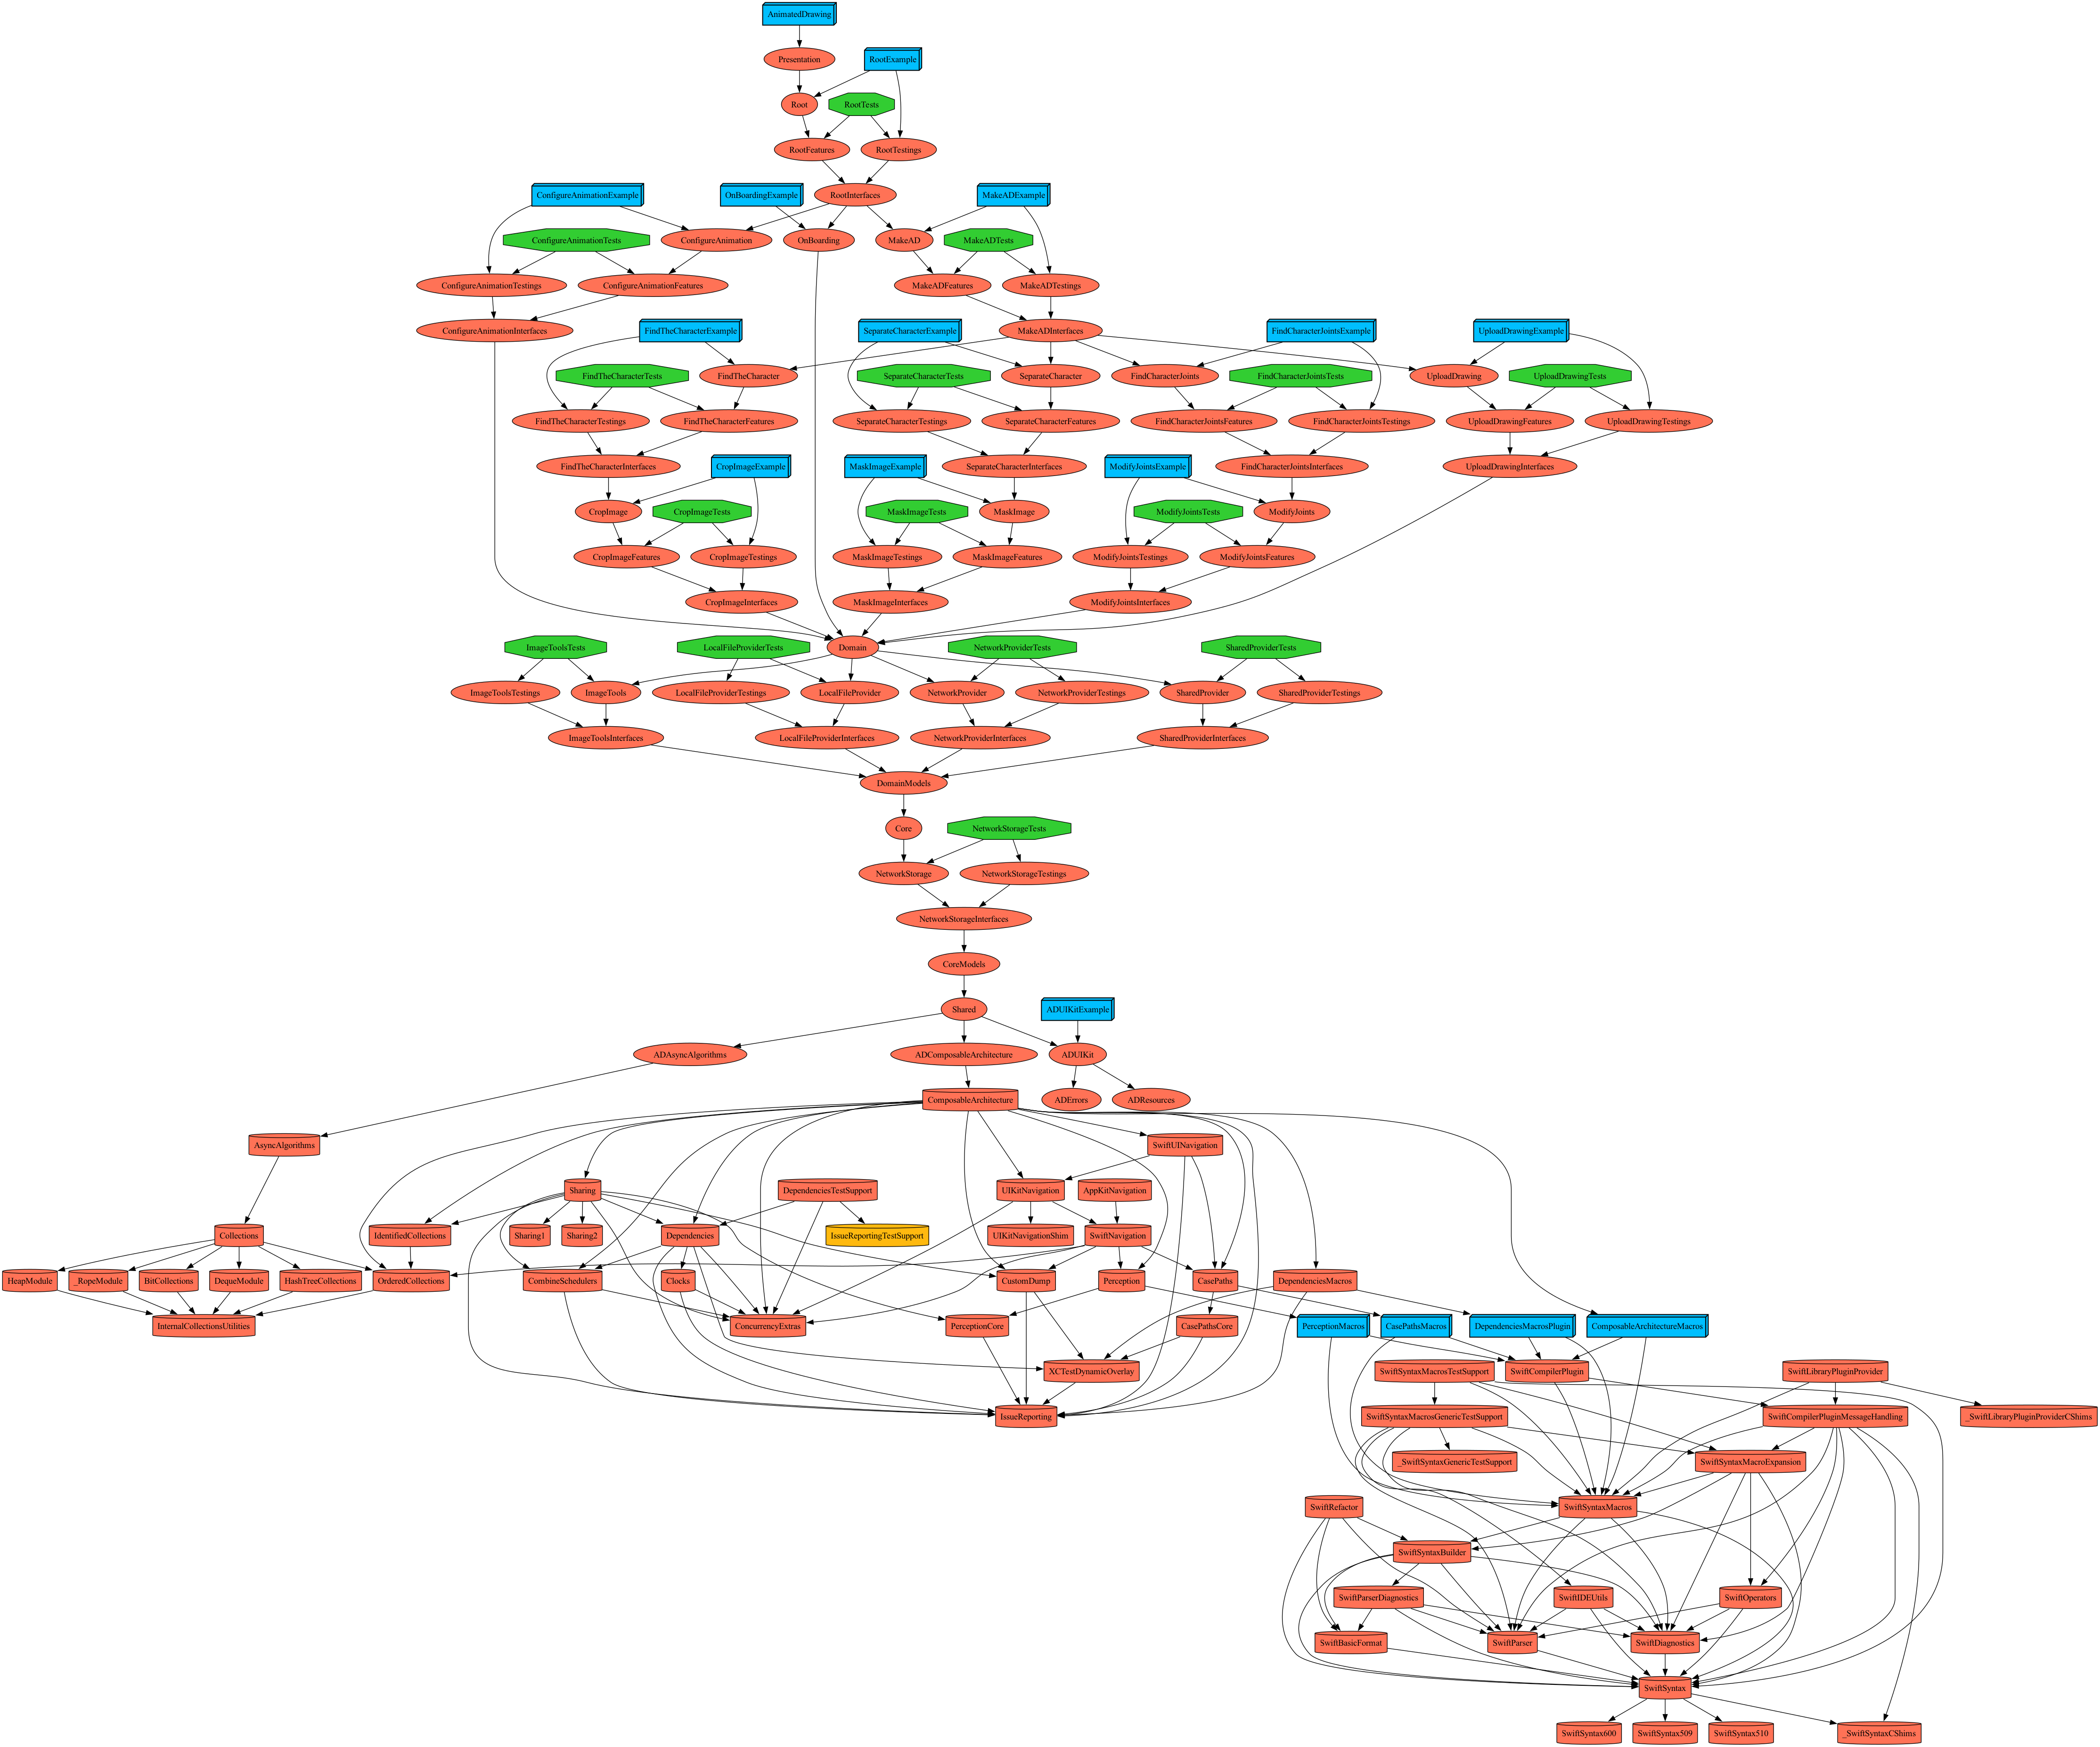 AnimatedDrawing
Presentation
RootExample
Root
RootTests
RootFeatures
RootTestings
ConfigureAnimationExample
OnBoardingExample
RootInterfaces
MakeADExample
ConfigureAnimationTests
ConfigureAnimation
OnBoarding
MakeAD
MakeADTests
ConfigureAnimationTestings
ConfigureAnimationFeatures
MakeADFeatures
MakeADTestings
ConfigureAnimationInterfaces
FindTheCharacterExample
SeparateCharacterExample
MakeADInterfaces
FindCharacterJointsExample
UploadDrawingExample
FindTheCharacterTests
FindTheCharacter
SeparateCharacterTests
SeparateCharacter
FindCharacterJoints
FindCharacterJointsTests
UploadDrawing
UploadDrawingTests
FindTheCharacterTestings
FindTheCharacterFeatures
SeparateCharacterTestings
SeparateCharacterFeatures
FindCharacterJointsFeatures
FindCharacterJointsTestings
UploadDrawingFeatures
UploadDrawingTestings
FindTheCharacterInterfaces
CropImageExample
MaskImageExample
SeparateCharacterInterfaces
ModifyJointsExample
FindCharacterJointsInterfaces
UploadDrawingInterfaces
CropImage
CropImageTests
MaskImageTests
MaskImage
ModifyJointsTests
ModifyJoints
CropImageFeatures
CropImageTestings
MaskImageTestings
MaskImageFeatures
ModifyJointsTestings
ModifyJointsFeatures
CropImageInterfaces
MaskImageInterfaces
ModifyJointsInterfaces
ImageToolsTests
LocalFileProviderTests
Domain
NetworkProviderTests
SharedProviderTests
ImageToolsTestings
ImageTools
LocalFileProviderTestings
LocalFileProvider
NetworkProvider
NetworkProviderTestings
SharedProvider
SharedProviderTestings
ImageToolsInterfaces
LocalFileProviderInterfaces
NetworkProviderInterfaces
SharedProviderInterfaces
DomainModels
Core
NetworkStorageTests
NetworkStorage
NetworkStorageTestings
NetworkStorageInterfaces
CoreModels
Shared
ADUIKitExample
ADAsyncAlgorithms
ADComposableArchitecture
ADUIKit
ComposableArchitecture
ADErrors
ADResources
AsyncAlgorithms
SwiftUINavigation
Sharing
DependenciesTestSupport
UIKitNavigation
AppKitNavigation
Collections
IdentifiedCollections
Sharing1
Sharing2
Dependencies
IssueReportingTestSupport
UIKitNavigationShim
SwiftNavigation
HeapModule
_RopeModule
BitCollections
DequeModule
HashTreeCollections
OrderedCollections
CombineSchedulers
Clocks
CustomDump
Perception
CasePaths
DependenciesMacros
InternalCollectionsUtilities
ConcurrencyExtras
PerceptionCore
CasePathsCore
PerceptionMacros
CasePathsMacros
DependenciesMacrosPlugin
ComposableArchitectureMacros
XCTestDynamicOverlay
SwiftSyntaxMacrosTestSupport
SwiftCompilerPlugin
SwiftLibraryPluginProvider
IssueReporting
SwiftSyntaxMacrosGenericTestSupport
SwiftCompilerPluginMessageHandling
_SwiftLibraryPluginProviderCShims
_SwiftSyntaxGenericTestSupport
SwiftSyntaxMacroExpansion
SwiftRefactor
SwiftSyntaxMacros
SwiftSyntaxBuilder
SwiftParserDiagnostics
SwiftIDEUtils
SwiftOperators
SwiftBasicFormat
SwiftParser
SwiftDiagnostics
SwiftSyntax
SwiftSyntax600
SwiftSyntax509
SwiftSyntax510
_SwiftSyntaxCShims